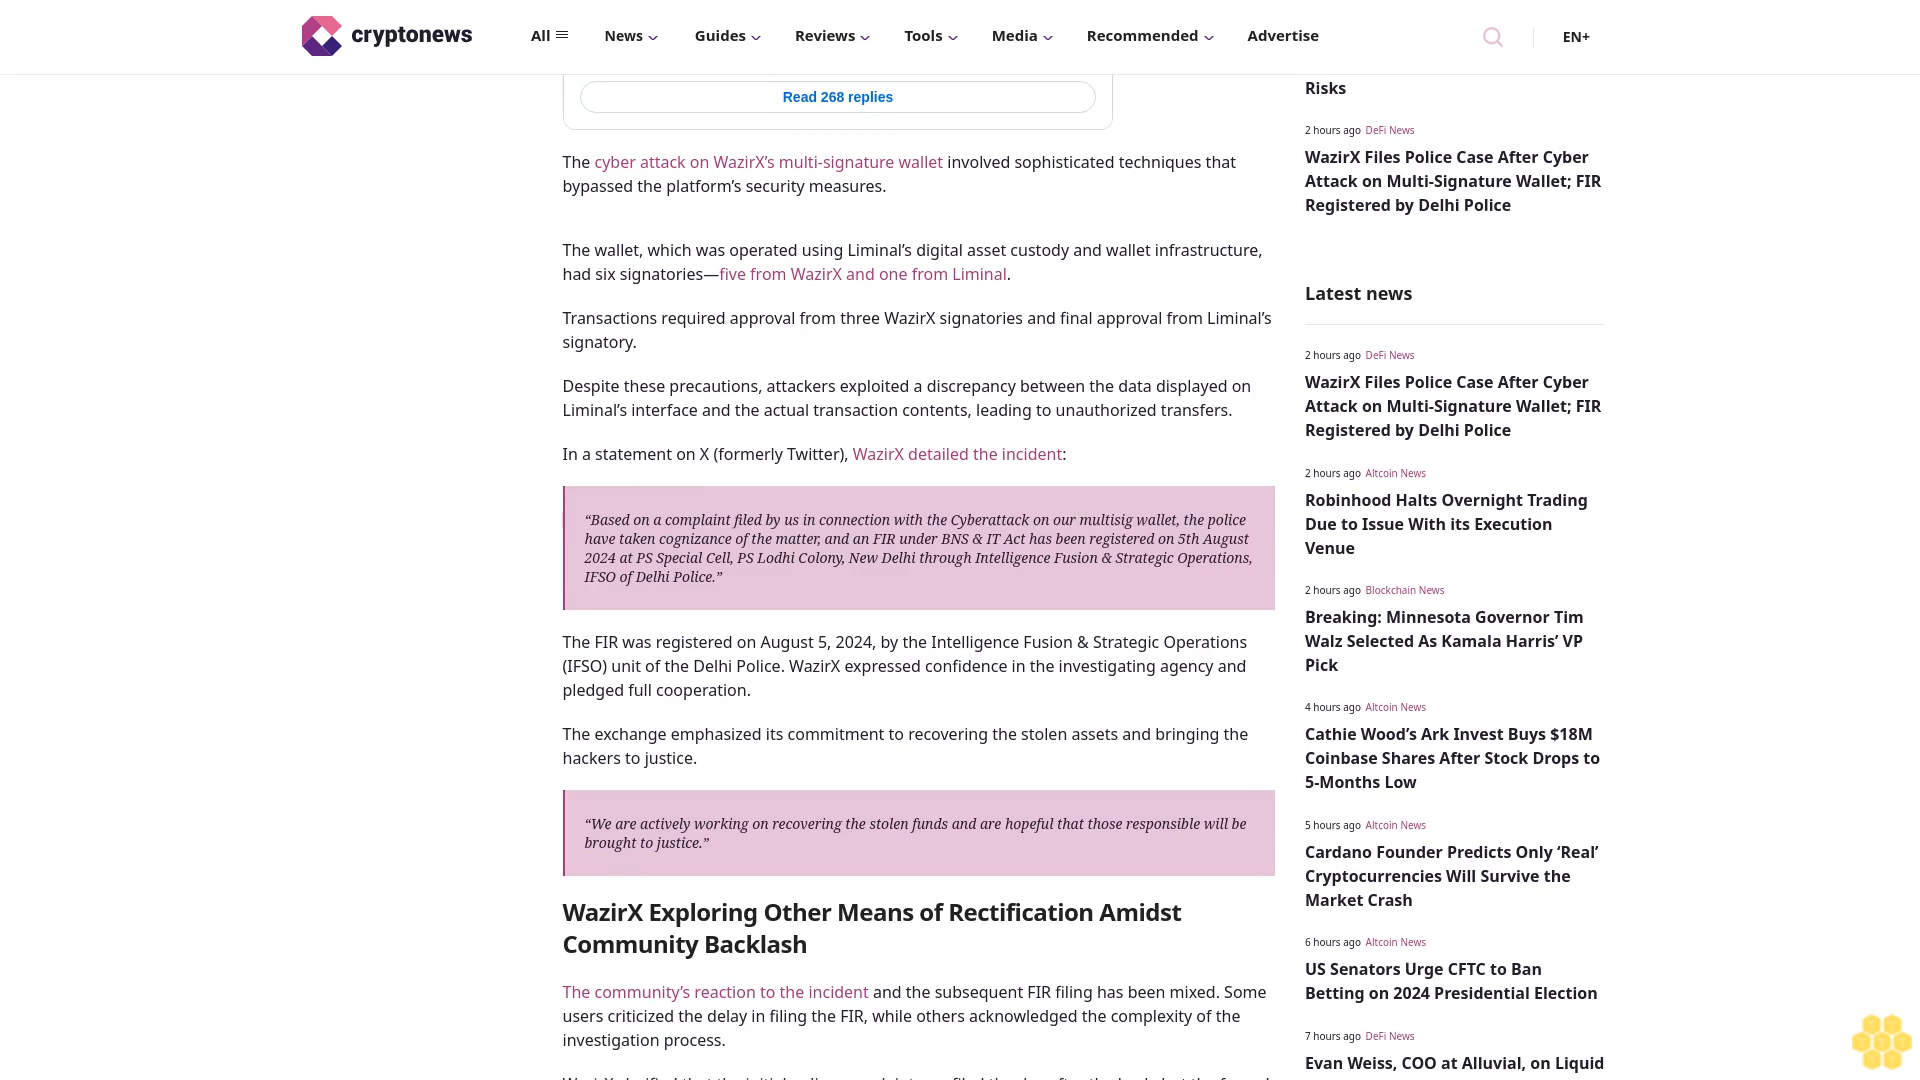 cryptonews
All
News
Guides
Reviews
Tools
Media
Recommended
Advertise
EN+
Read 268 replies
The cyber attack on WazirX’s multi-signature wallet involved sophisticated techniques that
bypassed the platform’s security measures.
The wallet, which was operated using Liminal’s digital asset custody and wallet infrastructure,
had six signatories—five from WazirX and one from Liminal.
Transactions required approval from three WazirX signatories and final approval from Liminal’s
signatory.
Despite these precautions, attackers exploited a discrepancy between the data displayed on
Liminal’s interface and the actual transaction contents, leading to unauthorized transfers.
In a statement on X (formerly Twitter), WazirX detailed the incident:
“Based on a complaint filed by us in connection with the Cyberattack on our multisig wallet, the police
have taken cognizance of the matter, and an FIR under BNS & IT Act has been registered on 5th August
2024 at PS Special Cell, PS Lodhi Colony, New Delhi through Intelligence Fusion & Strategic Operations,
IFSO of Delhi Police.”
The FIR was registered on August 5, 2024, by the Intelligence Fusion & Strategic Operations
(IFSO) unit of the Delhi Police. WazirX expressed confidence in the investigating agency and
pledged full cooperation.
The exchange emphasized its commitment to recovering the stolen assets and bringing the
hackers to justice.
“We are actively working on recovering the stolen funds and are hopeful that those responsible will be
brought to justice.”
WazirX Exploring Other Means of Rectification Amidst
Community Backlash
The community’s reaction to the incident and the subsequent FIR filing has been mixed. Some
users criticized the delay in filing the FIR, while others acknowledged the complexity of the
investigation process.
Risks
2 hours ago DeFi News
WazirX Files Police Case After Cyber
Attack on Multi-Signature Wallet; FIR
Registered by Delhi Police
Latest news
2 hours ago DeFi News
WazirX Files Police Case After Cyber
Attack on Multi-Signature Wallet; FIR
Registered by Delhi Police
2 hours ago Altcoin News
Robinhood Halts Overnight Trading
Due to Issue With its Execution
Venue
2 hours ago Blockchain News
Breaking: Minnesota Governor Tim
Walz Selected As Kamala Harris’ VP
Pick
4 hours ago Altcoin News
Cathie Wood’s Ark Invest Buys $18M
Coinbase Shares After Stock Drops to
5-Months Low
5 hours ago Altcoin News
Cardano Founder Predicts Only ‘Real’
Cryptocurrencies Will Survive the
Market Crash
6 hours ago Altcoin News
US Senators Urge CFTC to Ban
Betting on 2024 Presidential Election
7 hours ago DeFi News
Evan Weiss, COO at Alluvial, on Liquid